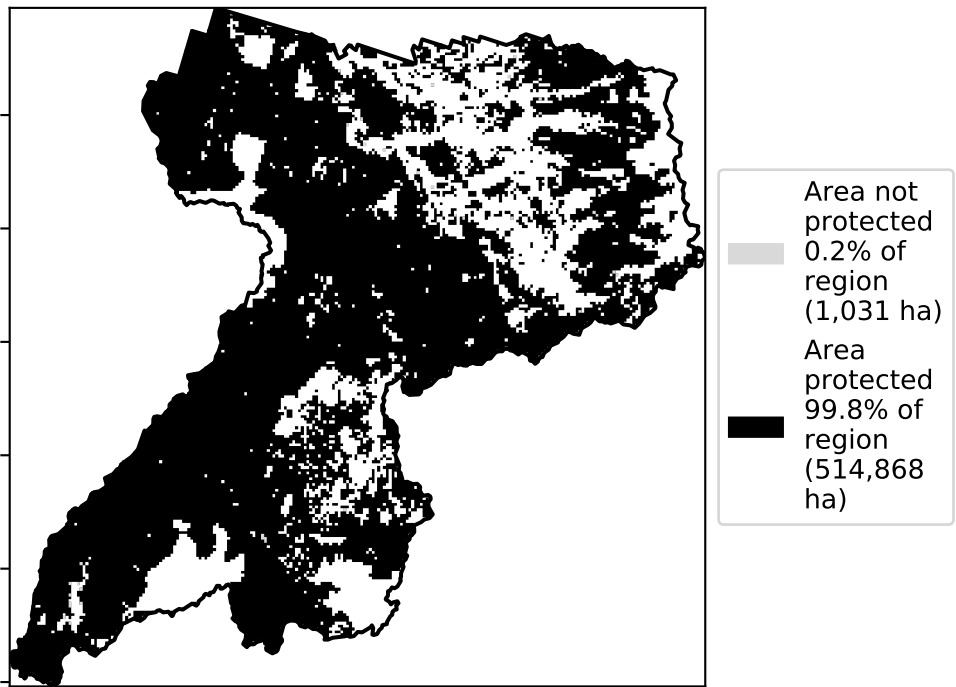 Area not
protected
0.2% of
region
(1,031 ha)
Area
protected
99.8% of
region
(514,868
ha)